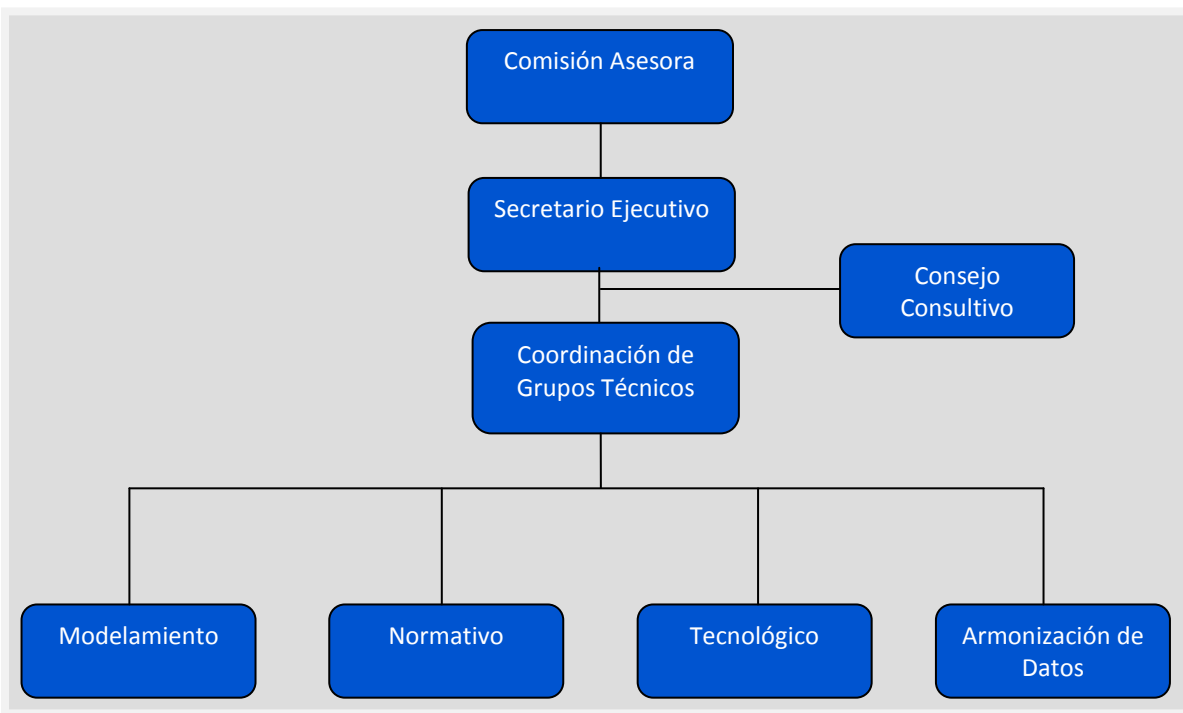 Comisión Asesora
Secretario Ejecutivo
Consejo
Consultivo
Coordinación de
Grupos Técnicos
Modelamiento
Normativo
Tecnológico
Armonización de
Datos